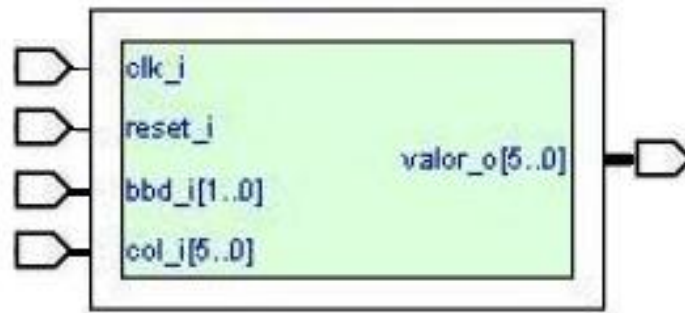 clk_i
reset_i
valor_o[5..0]
bbd_i[1..0]
col_i[5..0]